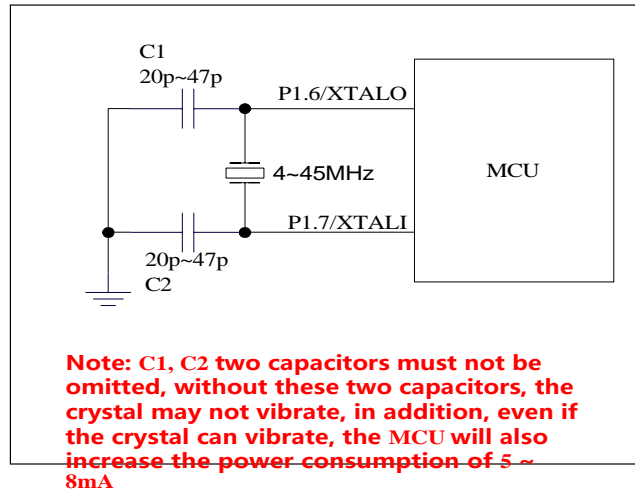 C1
20p~47p
P1.6/XTALO
4~45MHz
MCU
P1.7/XTALI
20p~47p
C2
Note: C1, C2 two capacitors must not be
omitted, without these two capacitors, the
crystal may not vibrate, in addition, even if
the crystal can vibrate, the MCU will also
increase the power consumption of 5 ~
8mA